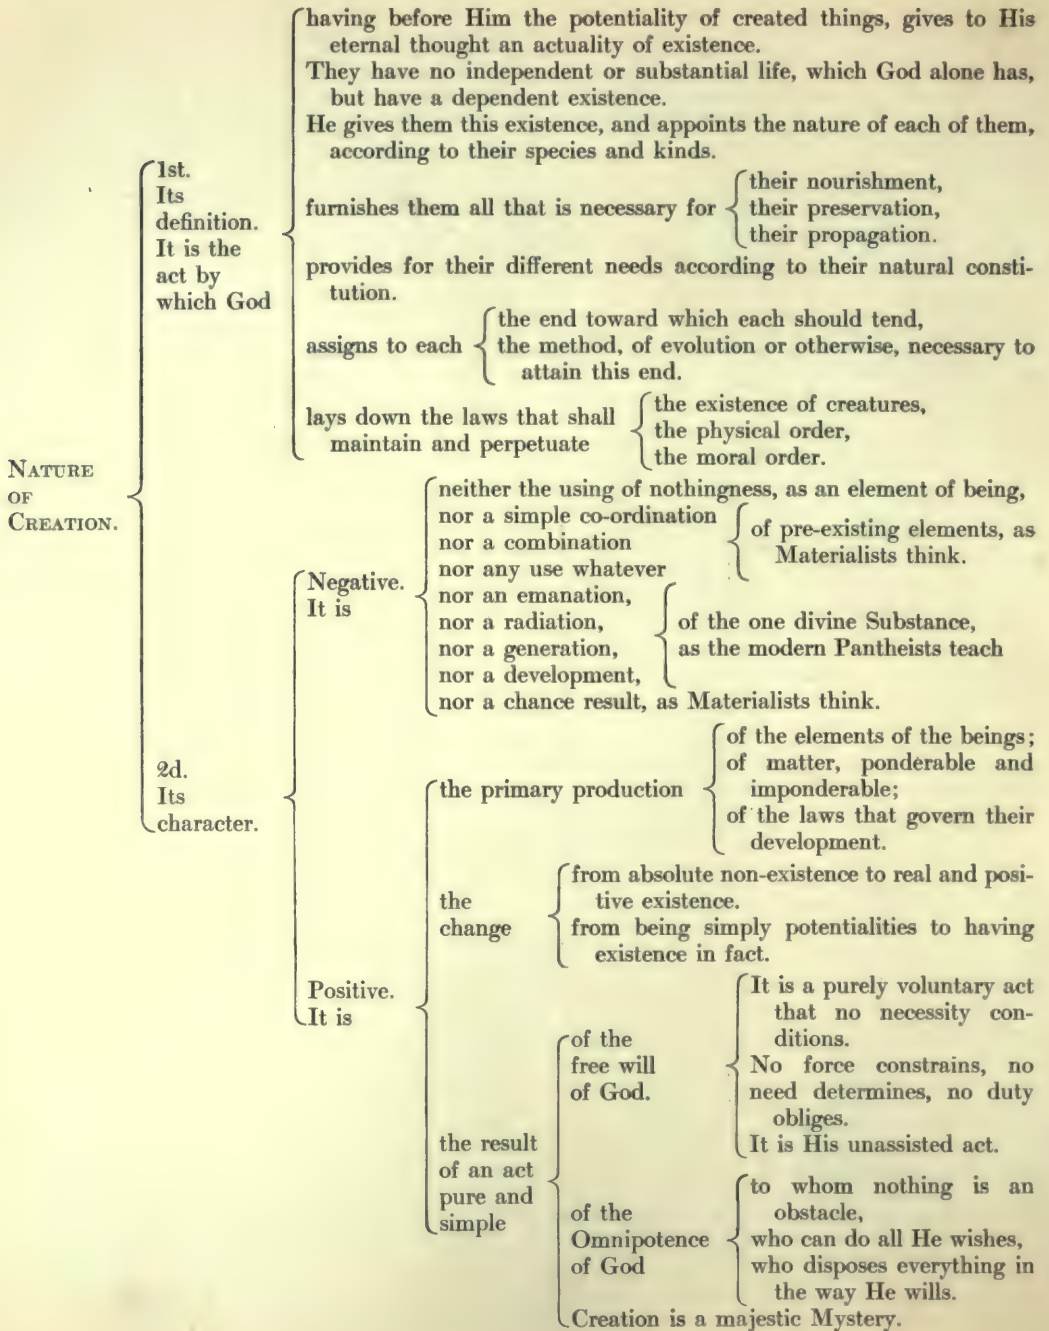 NATURE
OF
CREATION.
1st.
Its
definition.
It is the
act by
which God
having before Him the potentiality of created things, gives to His
eternal thought an actuality of existence.
They have no independent or substantial life, which God alone has,
but have a dependent existence.
He gives them this existence, and appoints the nature of each of them,
according to their species and kinds.
furnishes them all that is necessary for
their nourishment,
their preservation,
their propagation.
provides for their different needs according to their natural consti-
tution.
assigns to each
the end toward which each should tend,
the method, of evolution or otherwise, necessary to
attain this end.
lays down the laws that shall
maintain and perpetuate
the existence of creatures,
the physical order,
the moral order.
2d.
Its
character.
Negative.
It is
neither the using of nothingness, as an element of being,
nor a simple co-ordination
nor a combination
nor any use whatever
of pre-existing elements, as
Materialists think.
nor an emanation,
nor a radiation,
nor a generation,
nor a development,
of the one divine Substance,
as the modern Pantheists teach
nor a chance result, as Materialists think.
Positive.
It is
the primary production
of the elements of the beings;
of matter, ponderable and
imponderable;
of the laws that govern their
development.
the
change
from absolute non-existence to real and posi-
tive existence.
from being simply potentialities to having
existence in fact.
the result
of an act
pure and
simple
of the
free will
of God.
It is a purely voluntary act
that no necessity con-
ditions.
No force constrains, no
need determines, no duty
obliges.
It is His unassisted act.
of the
Omnipotence
of God
to whom nothing is an
obstacle,
who can do all He wishes,
who disposes everything in
the way He wills.
Creation is a majestic Mystery.